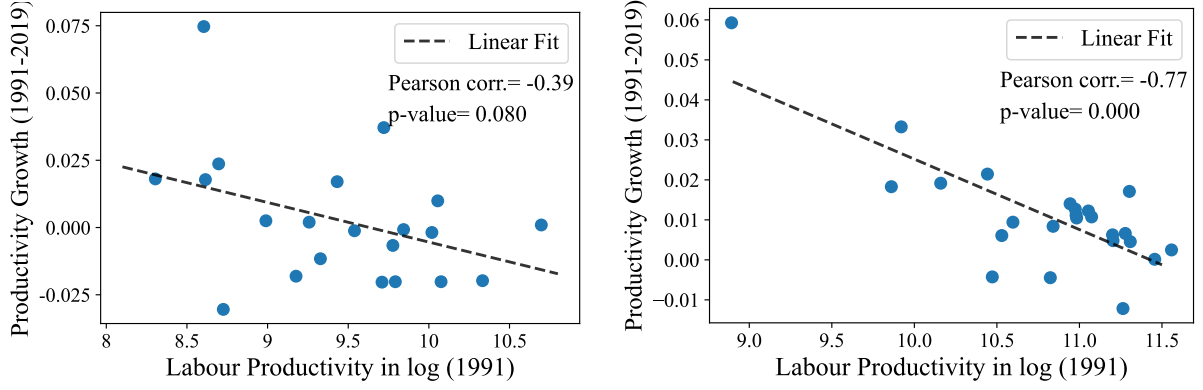 Productivity Growth (1991-2019)
0.075
0.050
0.025
0.000
-0.025
Linear Fit
Pearson corr.= -0.39
p-value= 0.080
8
8.5
9
9.5
10
10.5
Labour Productivity in log (1991)
Productivity Growth (1991-2019)
0.06
0.05
0.04
0.03
0.02
0.01
0.00
−0.01
Linear Fit
Pearson corr.= -0.77
p-value= 0.000
9.0
9.5
10.0
10.5
11.0
11.5
Labour Productivity in log (1991)